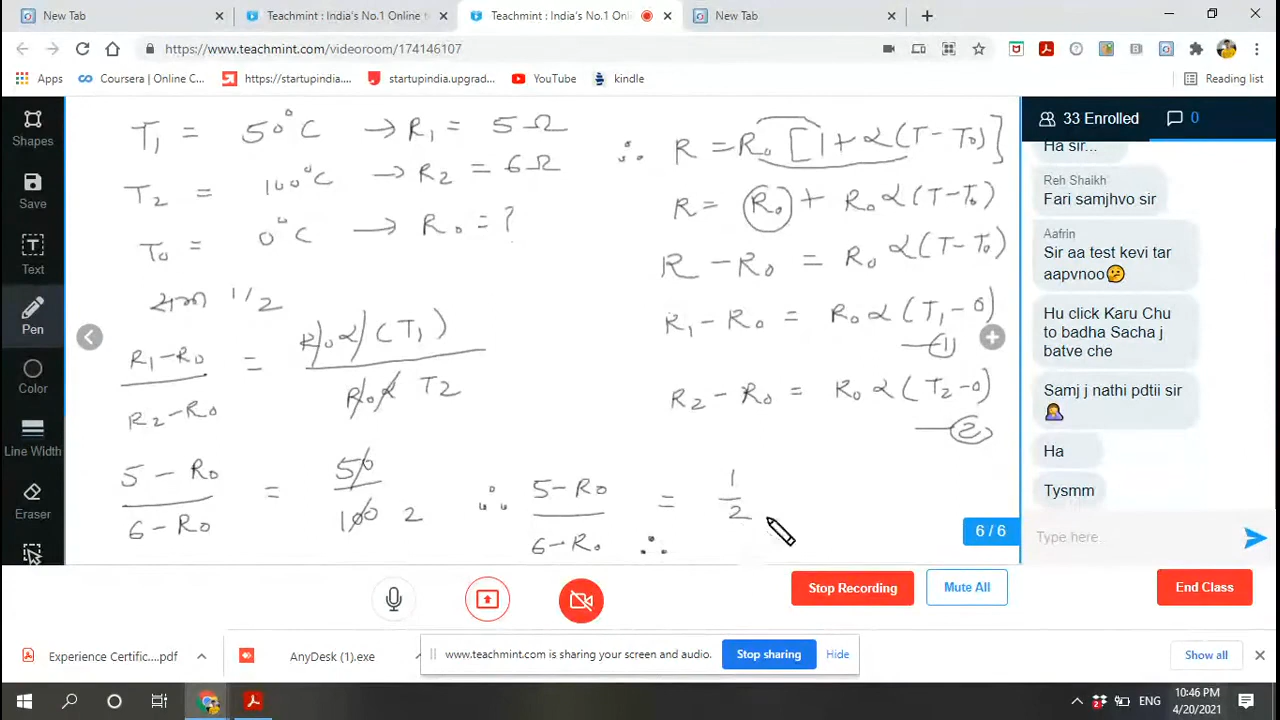 New Tab
Teachmint : India's No.1 Online t
Teachmint : India's No.1 Onl
New Tab
https://www.teachmint.com/videoroom/174146107
Apps
Coursera | Online C...
https://startupindia....
startupindia.upgrad...
YouTube
kindle
Reading list
Shapes
Save
Text
Pen
Color
Line Width
Eraser
T₁ = 50°C → R₁ = 5Ω
T₂ = 100°C → R₂ = 6Ω
T₀ = 0°C → R₀ = ?
1/2
R₁-R₀ / R₂-R₀ = R₀α(T₁) / R₀α T₂
5 - R₀ / 6 - R₀ = 50 / 100 2
∴ R = R₀ [1 + α(T - T₀)]
R = R₀ + R₀ α(T-T₀)
R - R₀ = R₀ α(T-T₀)
R₁ - R₀ = R₀ α (T₁ - 0)
—①
R₂ - R₀ = R₀ α (T₂ - 0)
—②
∴ 5-R₀ / 6-R₀ = 1/2
∴
6 / 6
33 Enrolled
0
Ha sir...
Reh Shaikh
Fari samjhvo sir
Aafrin
Sir aa test kevi tar
aapvnoo😕
Hu click Karu Chu
to badha Sacha j
batve che
Samj j nathi pdtii sir
🤦‍♀️
Ha
Tysmm
Type here
Stop Recording
Mute All
End Class
Experience Certific....pdf
AnyDesk (1).exe
www.teachmint.com is sharing your screen and audio.
Stop sharing
Hide
Show all
ENG
10:46 PM
4/20/2021